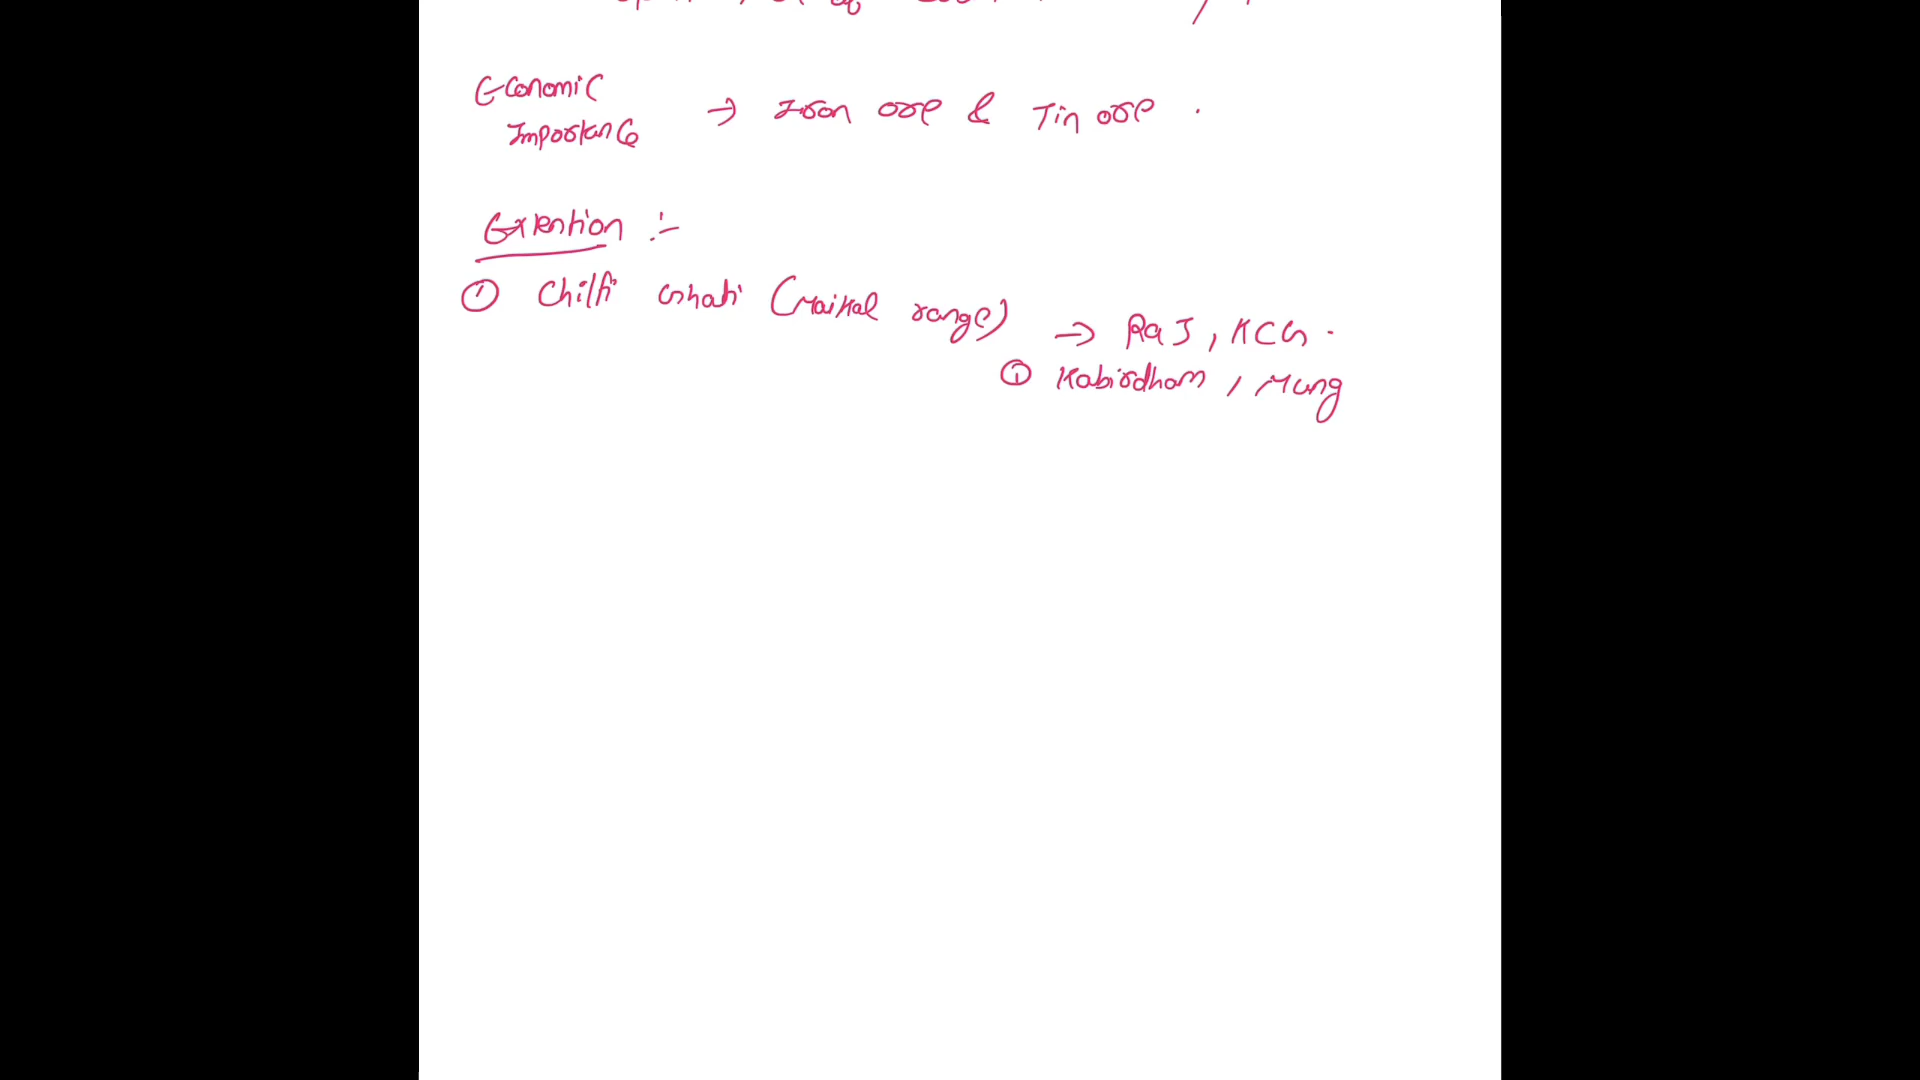 Economic
Importance → Iron ore & Tin ore .
Extention :-
① Chilfi Ghati (Maikal range) → Raj, KCG .
① Kabirdham, Mung